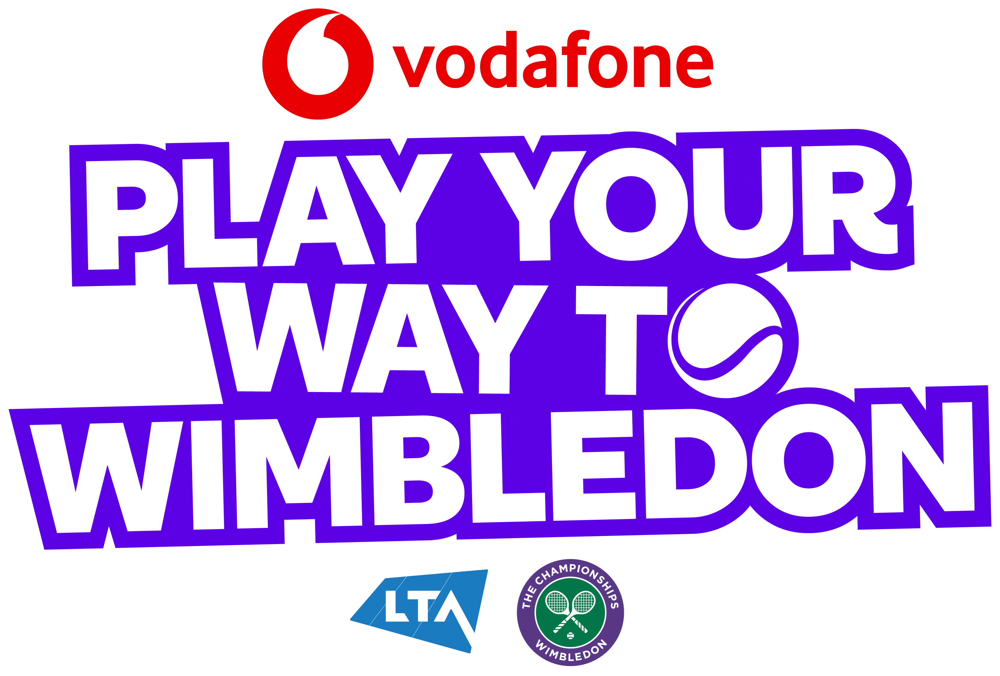 vodafone
PLAY YOUR
WAY TO
WIMBLEDON
LTA
THE CHAMPIONSHIPS
WIMBLEDON